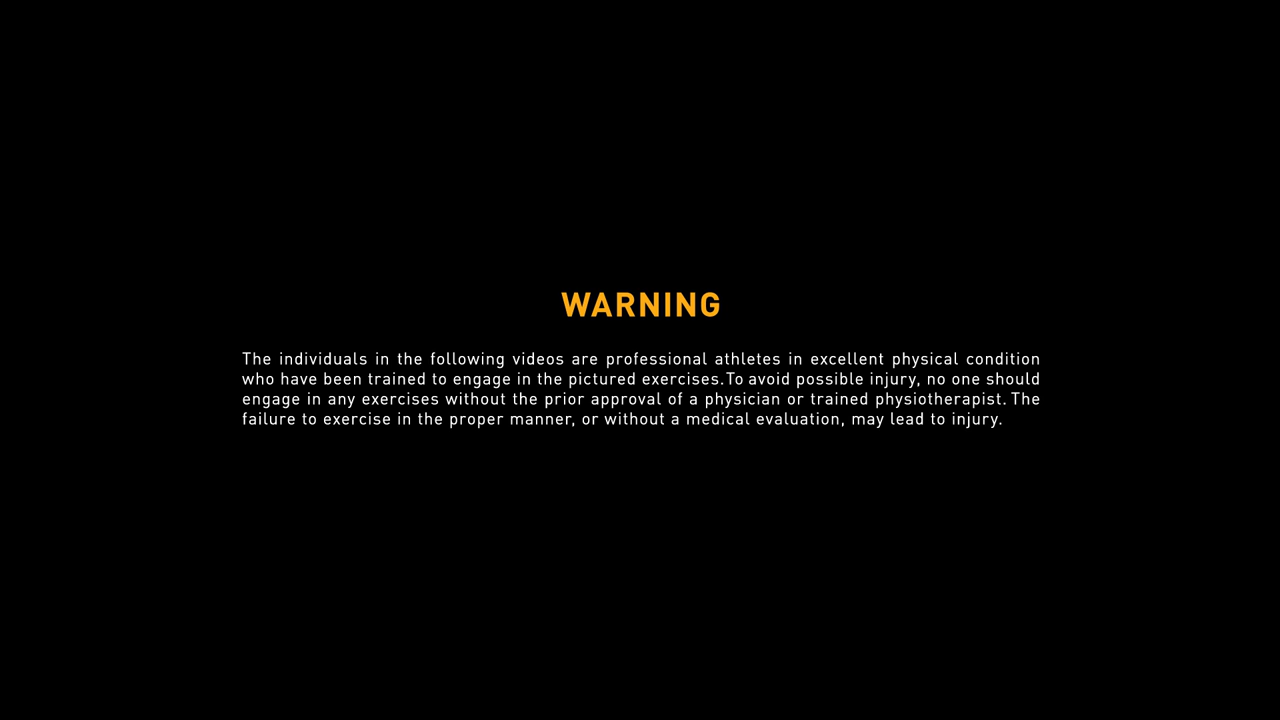 WARNING
The individuals in the following videos are professional athletes in excellent physical condition
who have been trained to engage in the pictured exercises.To avoid possible injury, no one should
engage in any exercises without the prior approval of a physician or trained physiotherapist. The
failure to exercise in the proper manner, or without a medical evaluation, may lead to injury.